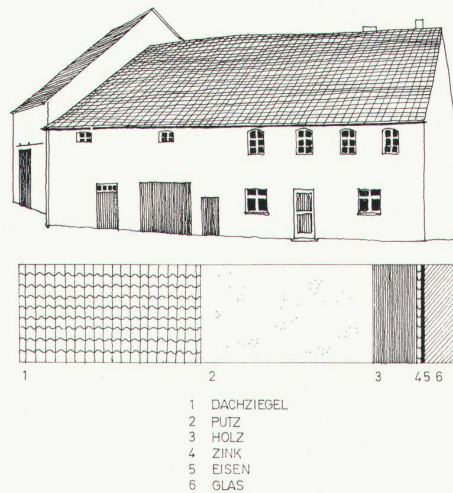 1 2 3 4 5 6
1 DACHZIEGEL
2 PUTZ
3 HOLZ
4 ZINK
5 EISEN
6 GLAS